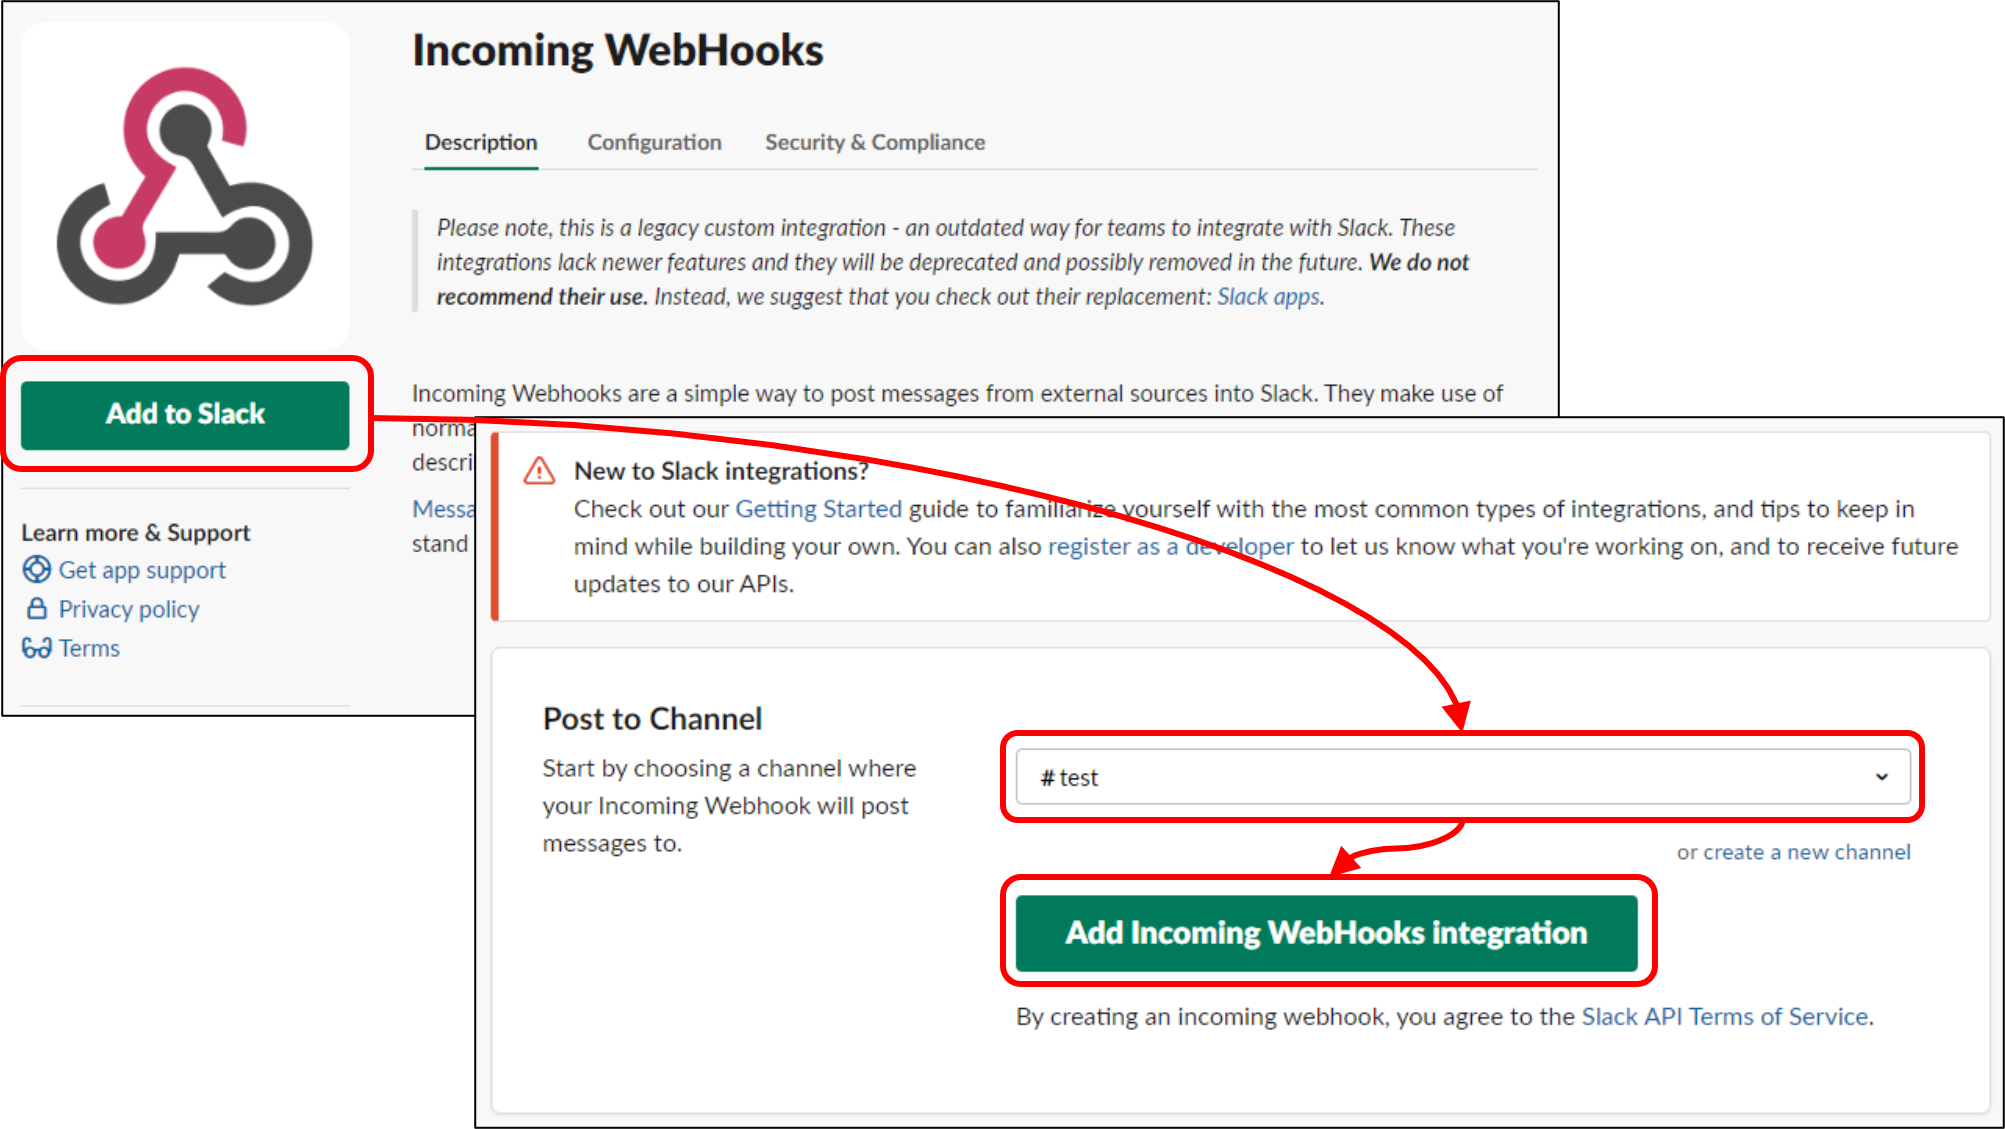 Incoming WebHooks
Description Configuration Security & Compliance
Please note, this is a legacy custom integration - an outdated way for teams to integrate with Slack. These
integrations lack newer features and they will be deprecated and possibly removed in the future. We do not
recommend their use. Instead, we suggest that you check out their replacement: Slack apps.
Add to Slack
Incoming Webhooks are a simple way to post messages from external sources into Slack. They make use of
norma
descri
Messa
stand
Learn more & Support
Get app support
Privacy policy
Terms
New to Slack integrations?
Check out our Getting Started guide to familiarize yourself with the most common types of integrations, and tips to keep in
mind while building your own. You can also register as a developer to let us know what you're working on, and to receive future
updates to our APIs.
Post to Channel
Start by choosing a channel where
your Incoming Webhook will post
messages to.
# test
or create a new channel
Add Incoming WebHooks integration
By creating an incoming webhook, you agree to the Slack API Terms of Service.